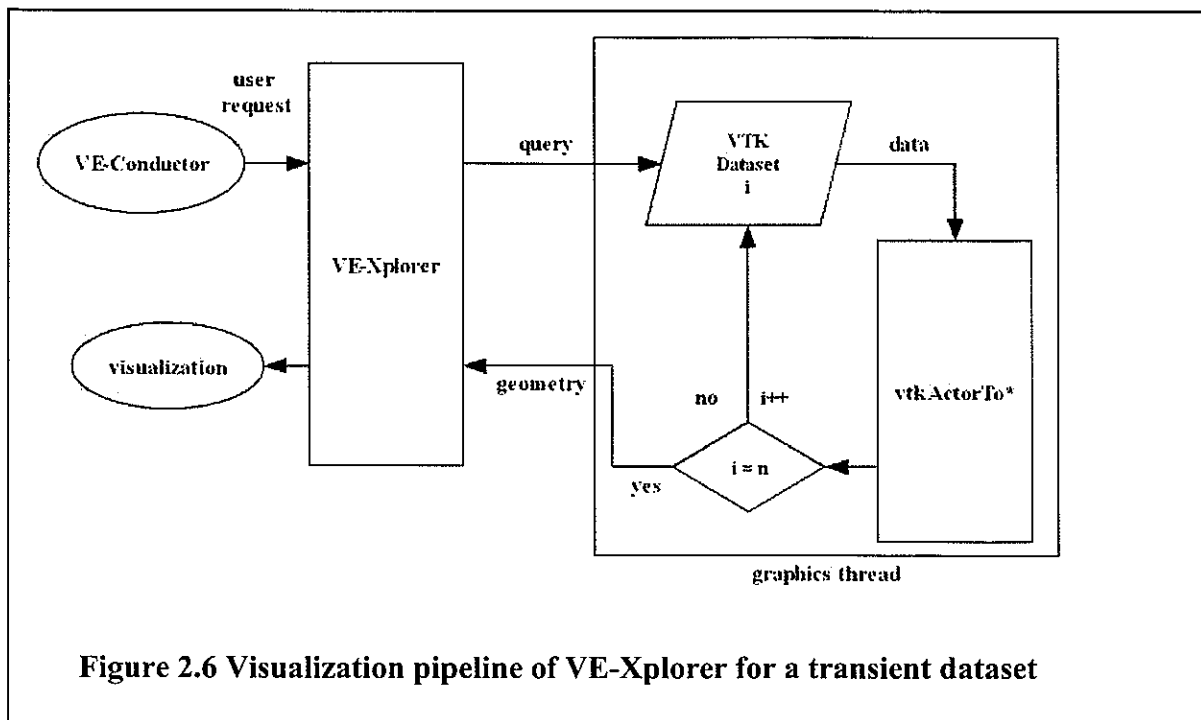 user
request
VE-Conductor
query
VTK
Dataset
i
data
VE-Xplorer
visualization
geometry
no
i++
vtkActorTo*
i = n
yes
graphics thread
Figure 2.6 Visualization pipeline of VE-Xplorer for a transient dataset